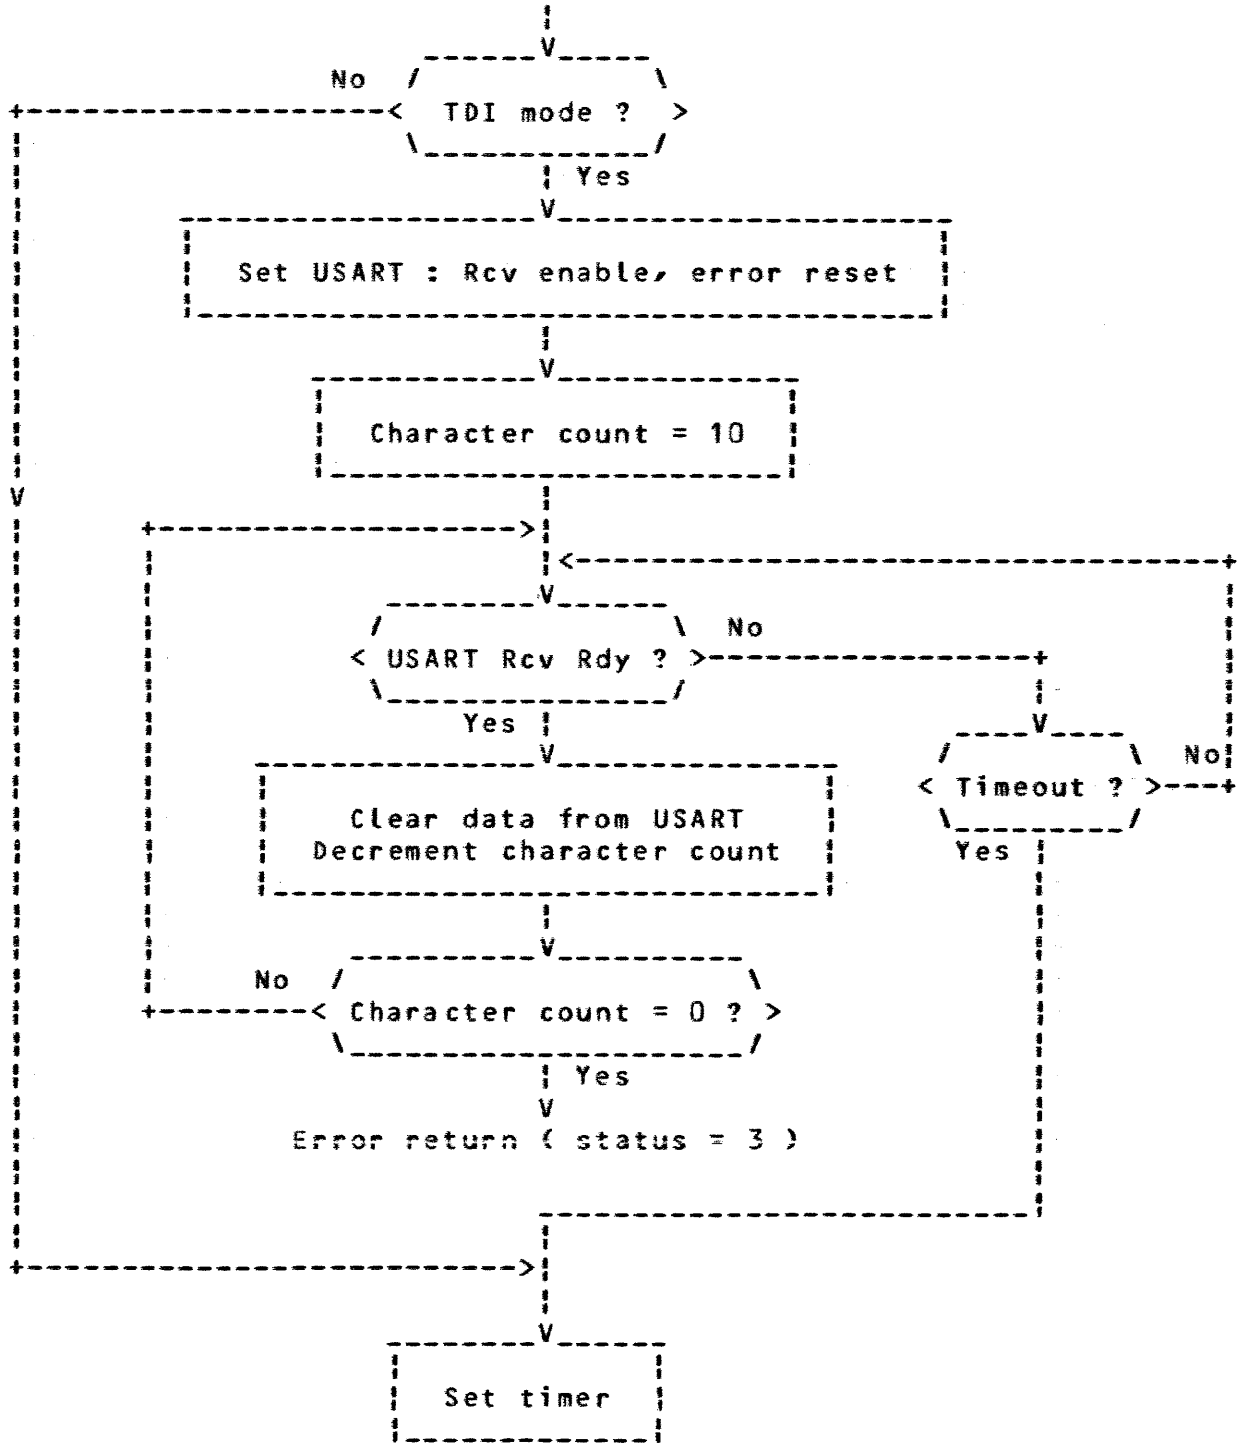 No
TDI mode ?
Yes
Set USART : Rcv enable, error reset
Character count = 10
No
USART Rcv Rdy ?
Yes
No
Timeout ?
Clear data from USART
Decrement character count
Yes
No
Character count = 0 ?
Yes
Error return ( status = 3 )
Set timer